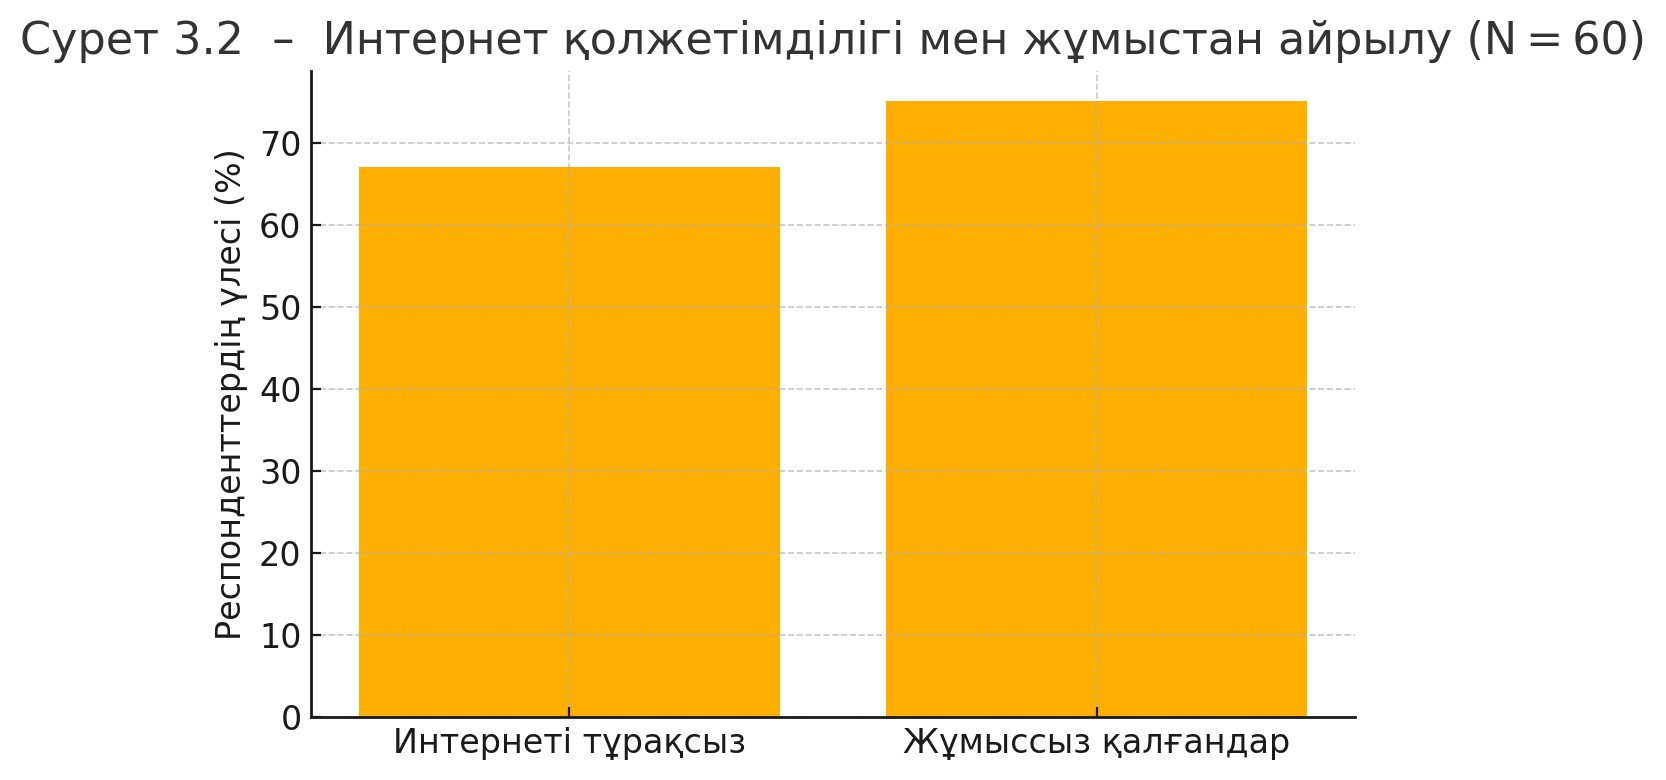 Сурет 3.2 – Интернет қолжетімділігі мен жұмыстан айрылу (N = 60)
Респонденттердің үлесі (%)
70
60
50
40
30
20
10
0
Интернеті тұрақсыз
Жұмыссыз қалғандар